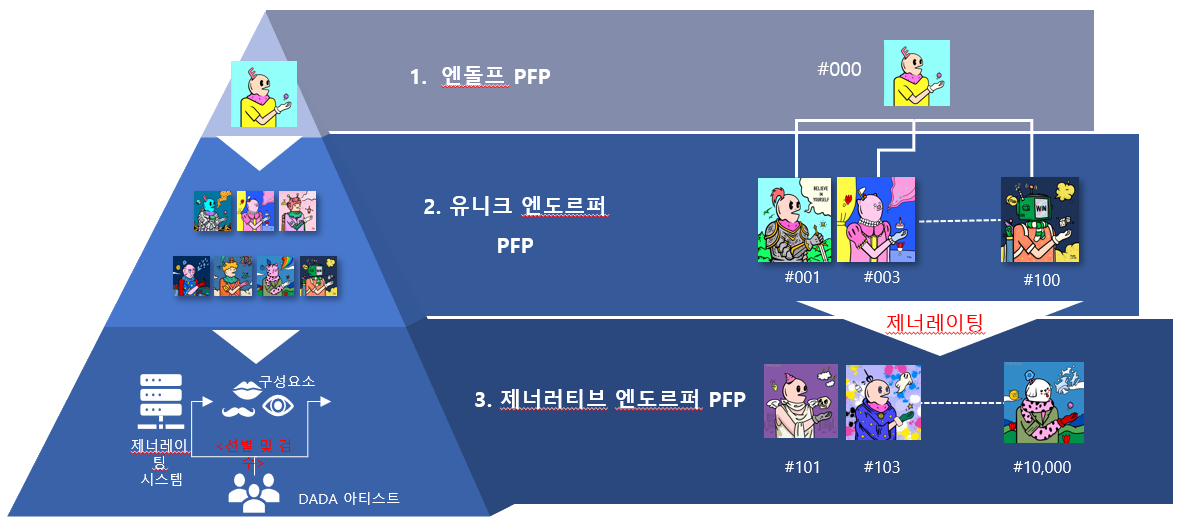 1. 엔돌프 PFP
#000
2. 유니크 엔도르퍼
PFP
BELIEVE
IN
YOURSELF
WN
#001
#003
#100
제너레이팅
3. 제너러티브 엔도르퍼 PFP
#101
#103
#10,000
구성요소
제너레이
팅
시스템
<선별 및 검
수>
DADA 아티스트